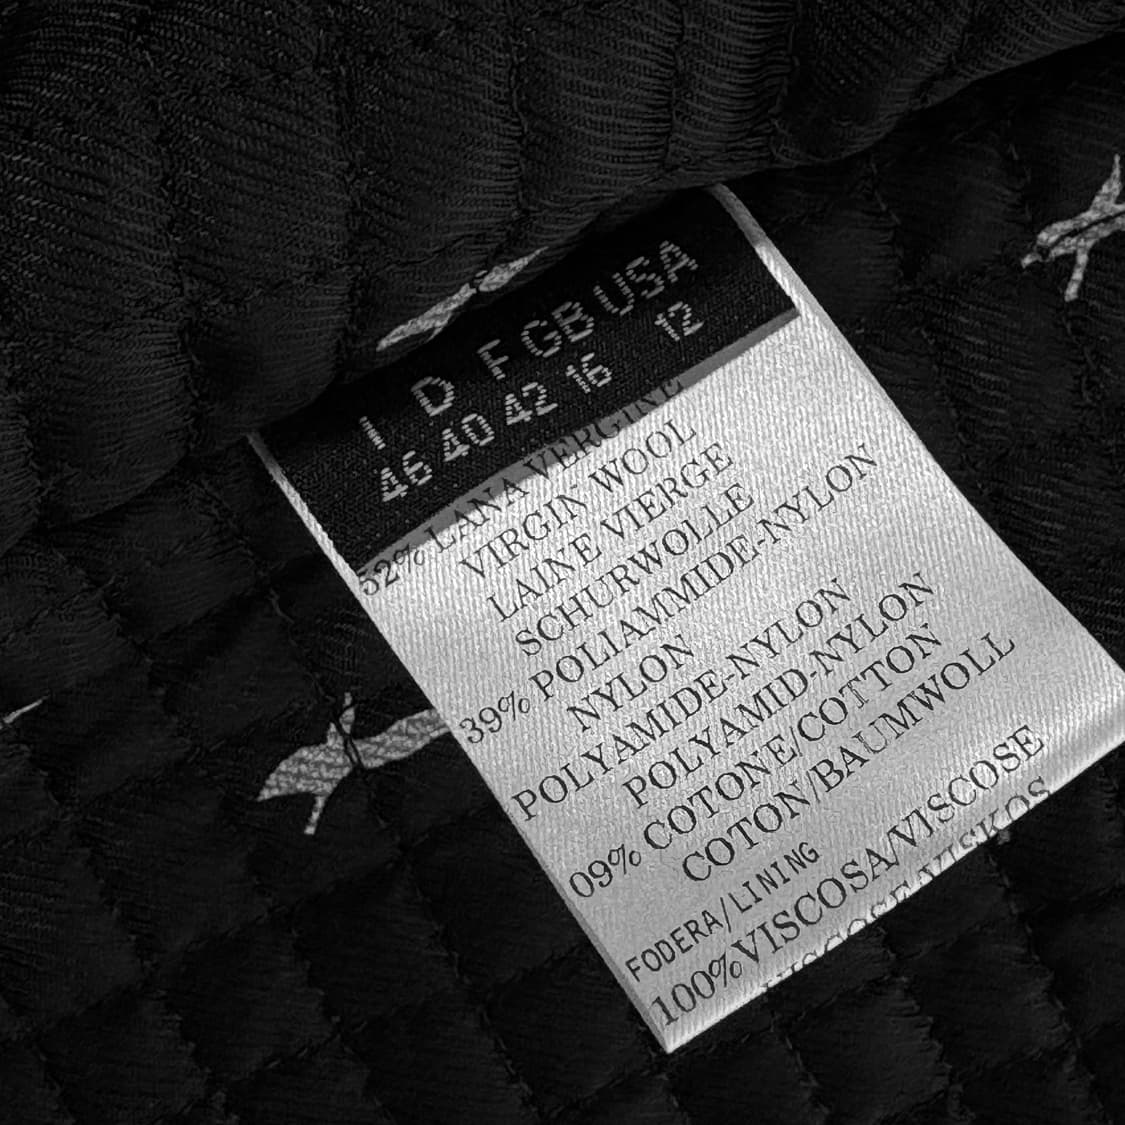 I D F GB USA
46 40 42 16 12
52% LANA VERGINE
VIRGIN WOOL
LAINE VIERGE
SCHURWOLLE
39% POLIAMMIDE-NYLON
NYLON
POLYAMIDE-NYLON
POLYAMID-NYLON
09% COTONE/COTTON
COTON/BAUMWOLL
FODERA/LINING
100%VISCOSA/VISCOSE